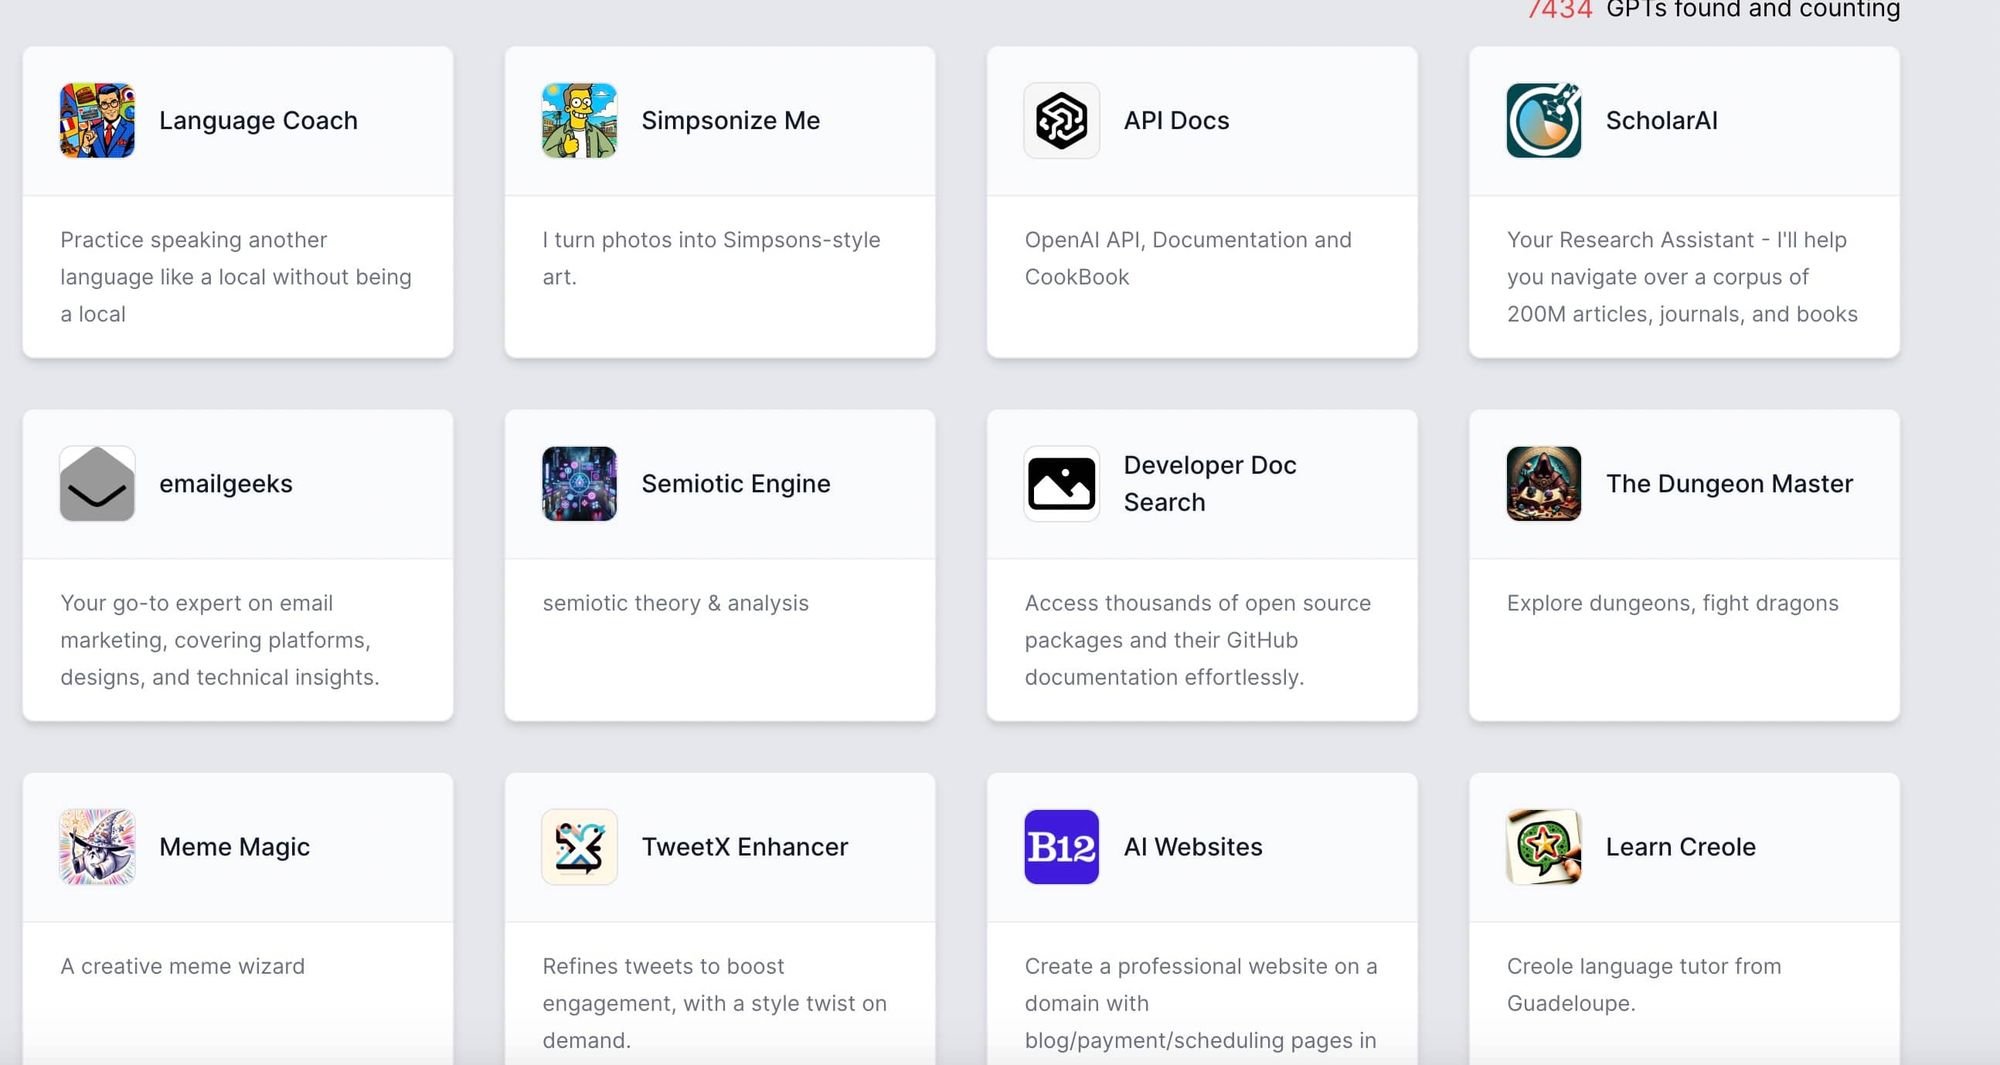 7434 GPTs found and counting
Language Coach
Practice speaking another
language like a local without being
a local
Simpsonize Me
I turn photos into Simpsons-style
art.
API Docs
OpenAI API, Documentation and
CookBook
ScholarAI
Your Research Assistant - I'll help
you navigate over a corpus of
200M articles, journals, and books
emailgeeks
Your go-to expert on email
marketing, covering platforms,
designs, and technical insights.
Semiotic Engine
semiotic theory & analysis
Developer Doc
Search
Access thousands of open source
packages and their GitHub
documentation effortlessly.
The Dungeon Master
Explore dungeons, fight dragons
Meme Magic
A creative meme wizard
TweetX Enhancer
Refines tweets to boost
engagement, with a style twist on
demand.
B12
AI Websites
Create a professional website on a
domain with
blog/payment/scheduling pages in
Learn Creole
Creole language tutor from
Guadeloupe.